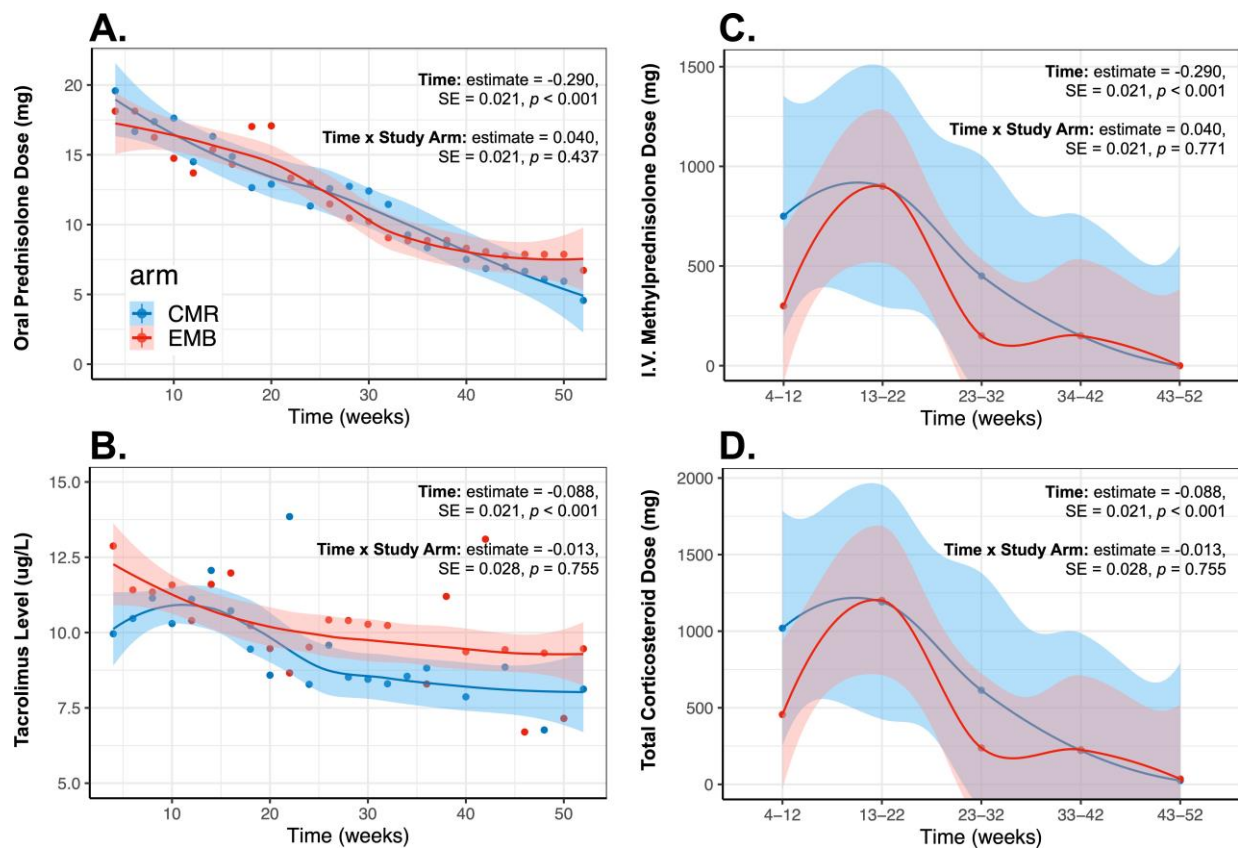 A.
Oral Prednisolone Dose (mg)
20
15
10
5
0
Time: estimate = -0.290,
SE = 0.021, p < 0.001
Time x Study Arm: estimate = 0.040,
SE = 0.021, p = 0.437
arm
CMR
EMB
10 20 30 40 50
Time (weeks)
B.
Tacrolimus Level (ug/L)
15.0
12.5
10.0
7.5
5.0
Time: estimate = -0.088,
SE = 0.021, p < 0.001
Time x Study Arm: estimate = -0.013,
SE = 0.028, p = 0.755
10 20 30 40 50
Time (weeks)
C.
I.V. Methylprednisolone Dose (mg)
1500
1000
500
0
Time: estimate = -0.290,
SE = 0.021, p < 0.001
Time x Study Arm: estimate = 0.040,
SE = 0.021, p = 0.771
4–12 13–22 23–32 34–42 43–52
Time (weeks)
D.
Total Corticosteroid Dose (mg)
2000
1500
1000
500
0
Time: estimate = -0.088,
SE = 0.021, p < 0.001
Time x Study Arm: estimate = -0.013,
SE = 0.028, p = 0.755
4–12 13–22 23–32 33–42 43–52
Time (weeks)